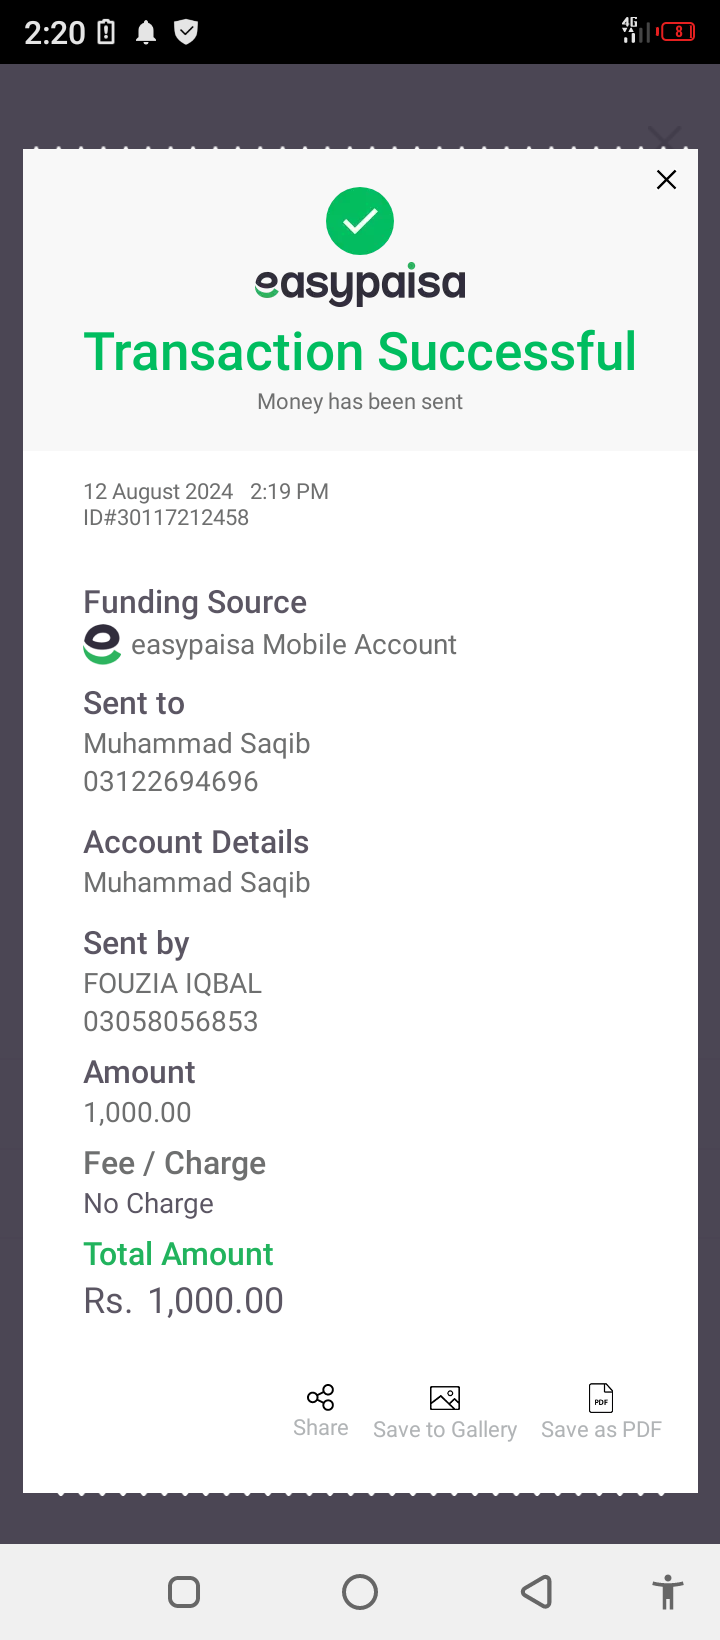 2:20
4G
8
easypaisa
Transaction Successful
Money has been sent
12 August 2024 2:19 PM
ID#30117212458
Funding Source
easypaisa Mobile Account
Sent to
Muhammad Saqib
03122694696
Account Details
Muhammad Saqib
Sent by
FOUZIA IQBAL
03058056853
Amount
1,000.00
Fee / Charge
No Charge
Total Amount
Rs. 1,000.00
PDF
Share Save to Gallery Save as PDF